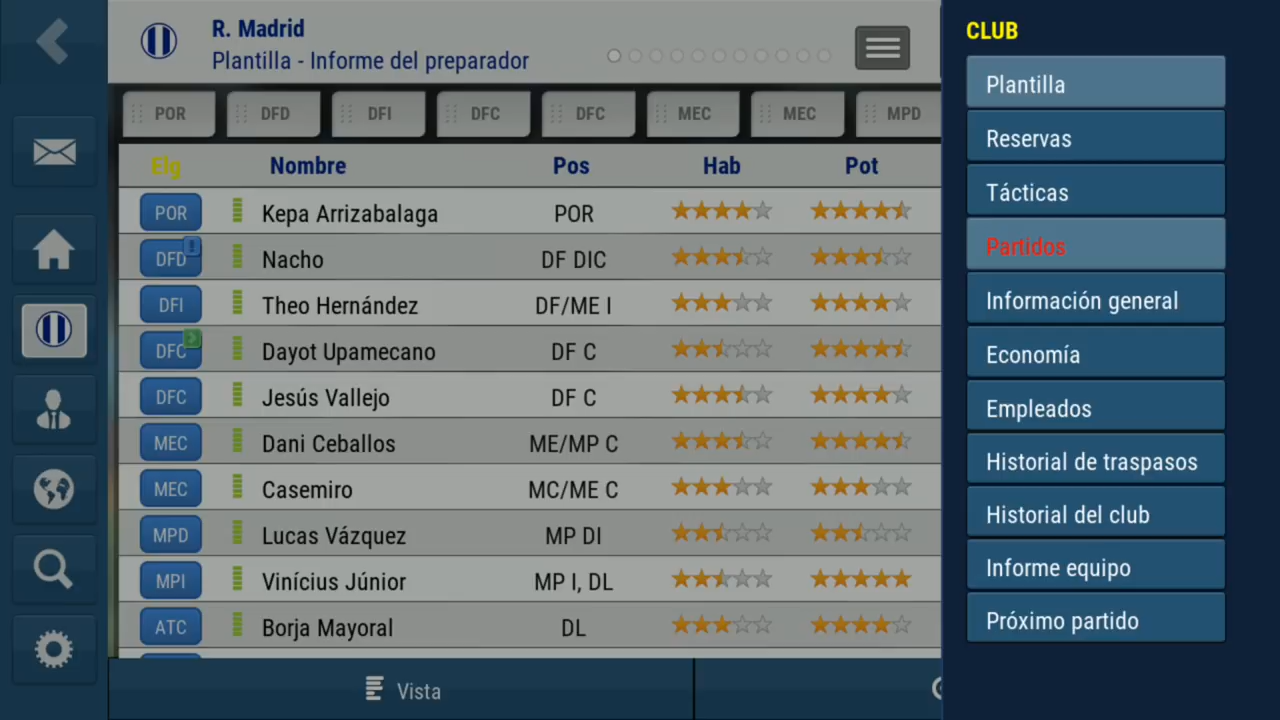 R. Madrid
Plantilla - Informe del preparador
POR DFD DFI DFC DFC MEC MEC MPD
Elg Nombre Pos Hab Pot
POR Kepa Arrizabalaga POR
DFD Nacho DF DIC
DFI Theo Hernández DF/ME I
DFC Dayot Upamecano DF C
DFC Jesús Vallejo DF C
MEC Dani Ceballos ME/MP C
MEC Casemiro MC/ME C
MPD Lucas Vázquez MP DI
MPI Vinícius Júnior MP I, DL
ATC Borja Mayoral DL
Vista
CLUB
Plantilla
Reservas
Tácticas
Partidos
Información general
Economía
Empleados
Historial de traspasos
Historial del club
Informe equipo
Próximo partido